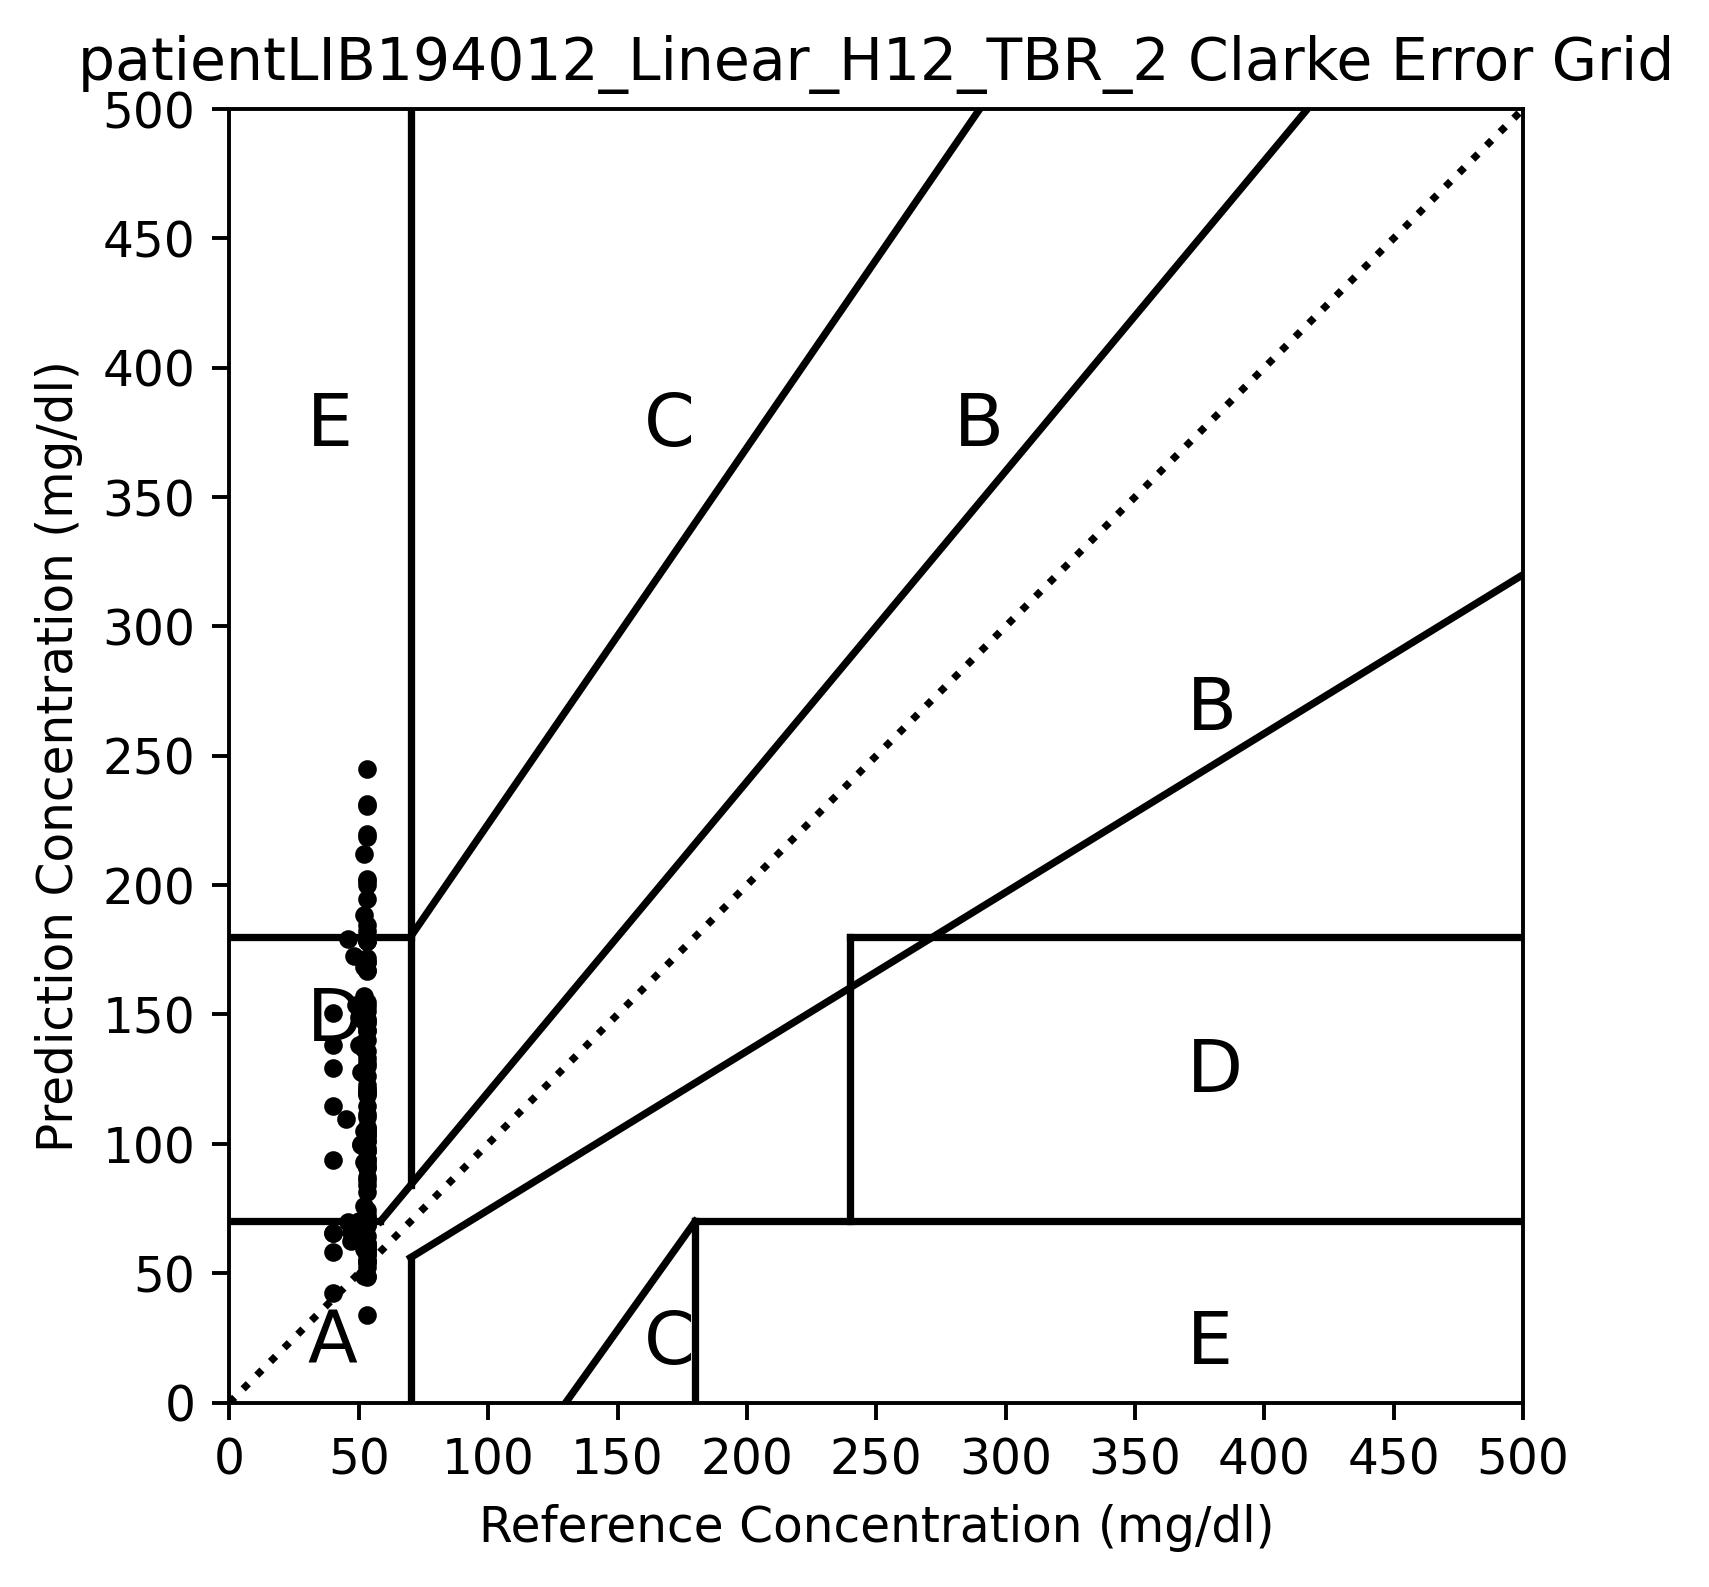 patientLIB194012_Linear_H12_TBR_2 Clarke Error Grid
500
450
400
350
300
250
200
150
100
50
0
E
C
B
B
D
D
A
C
E
0 50 100 150 200 250 300 350 400 450 500
Reference Concentration (mg/dl)
Prediction Concentration (mg/dl)